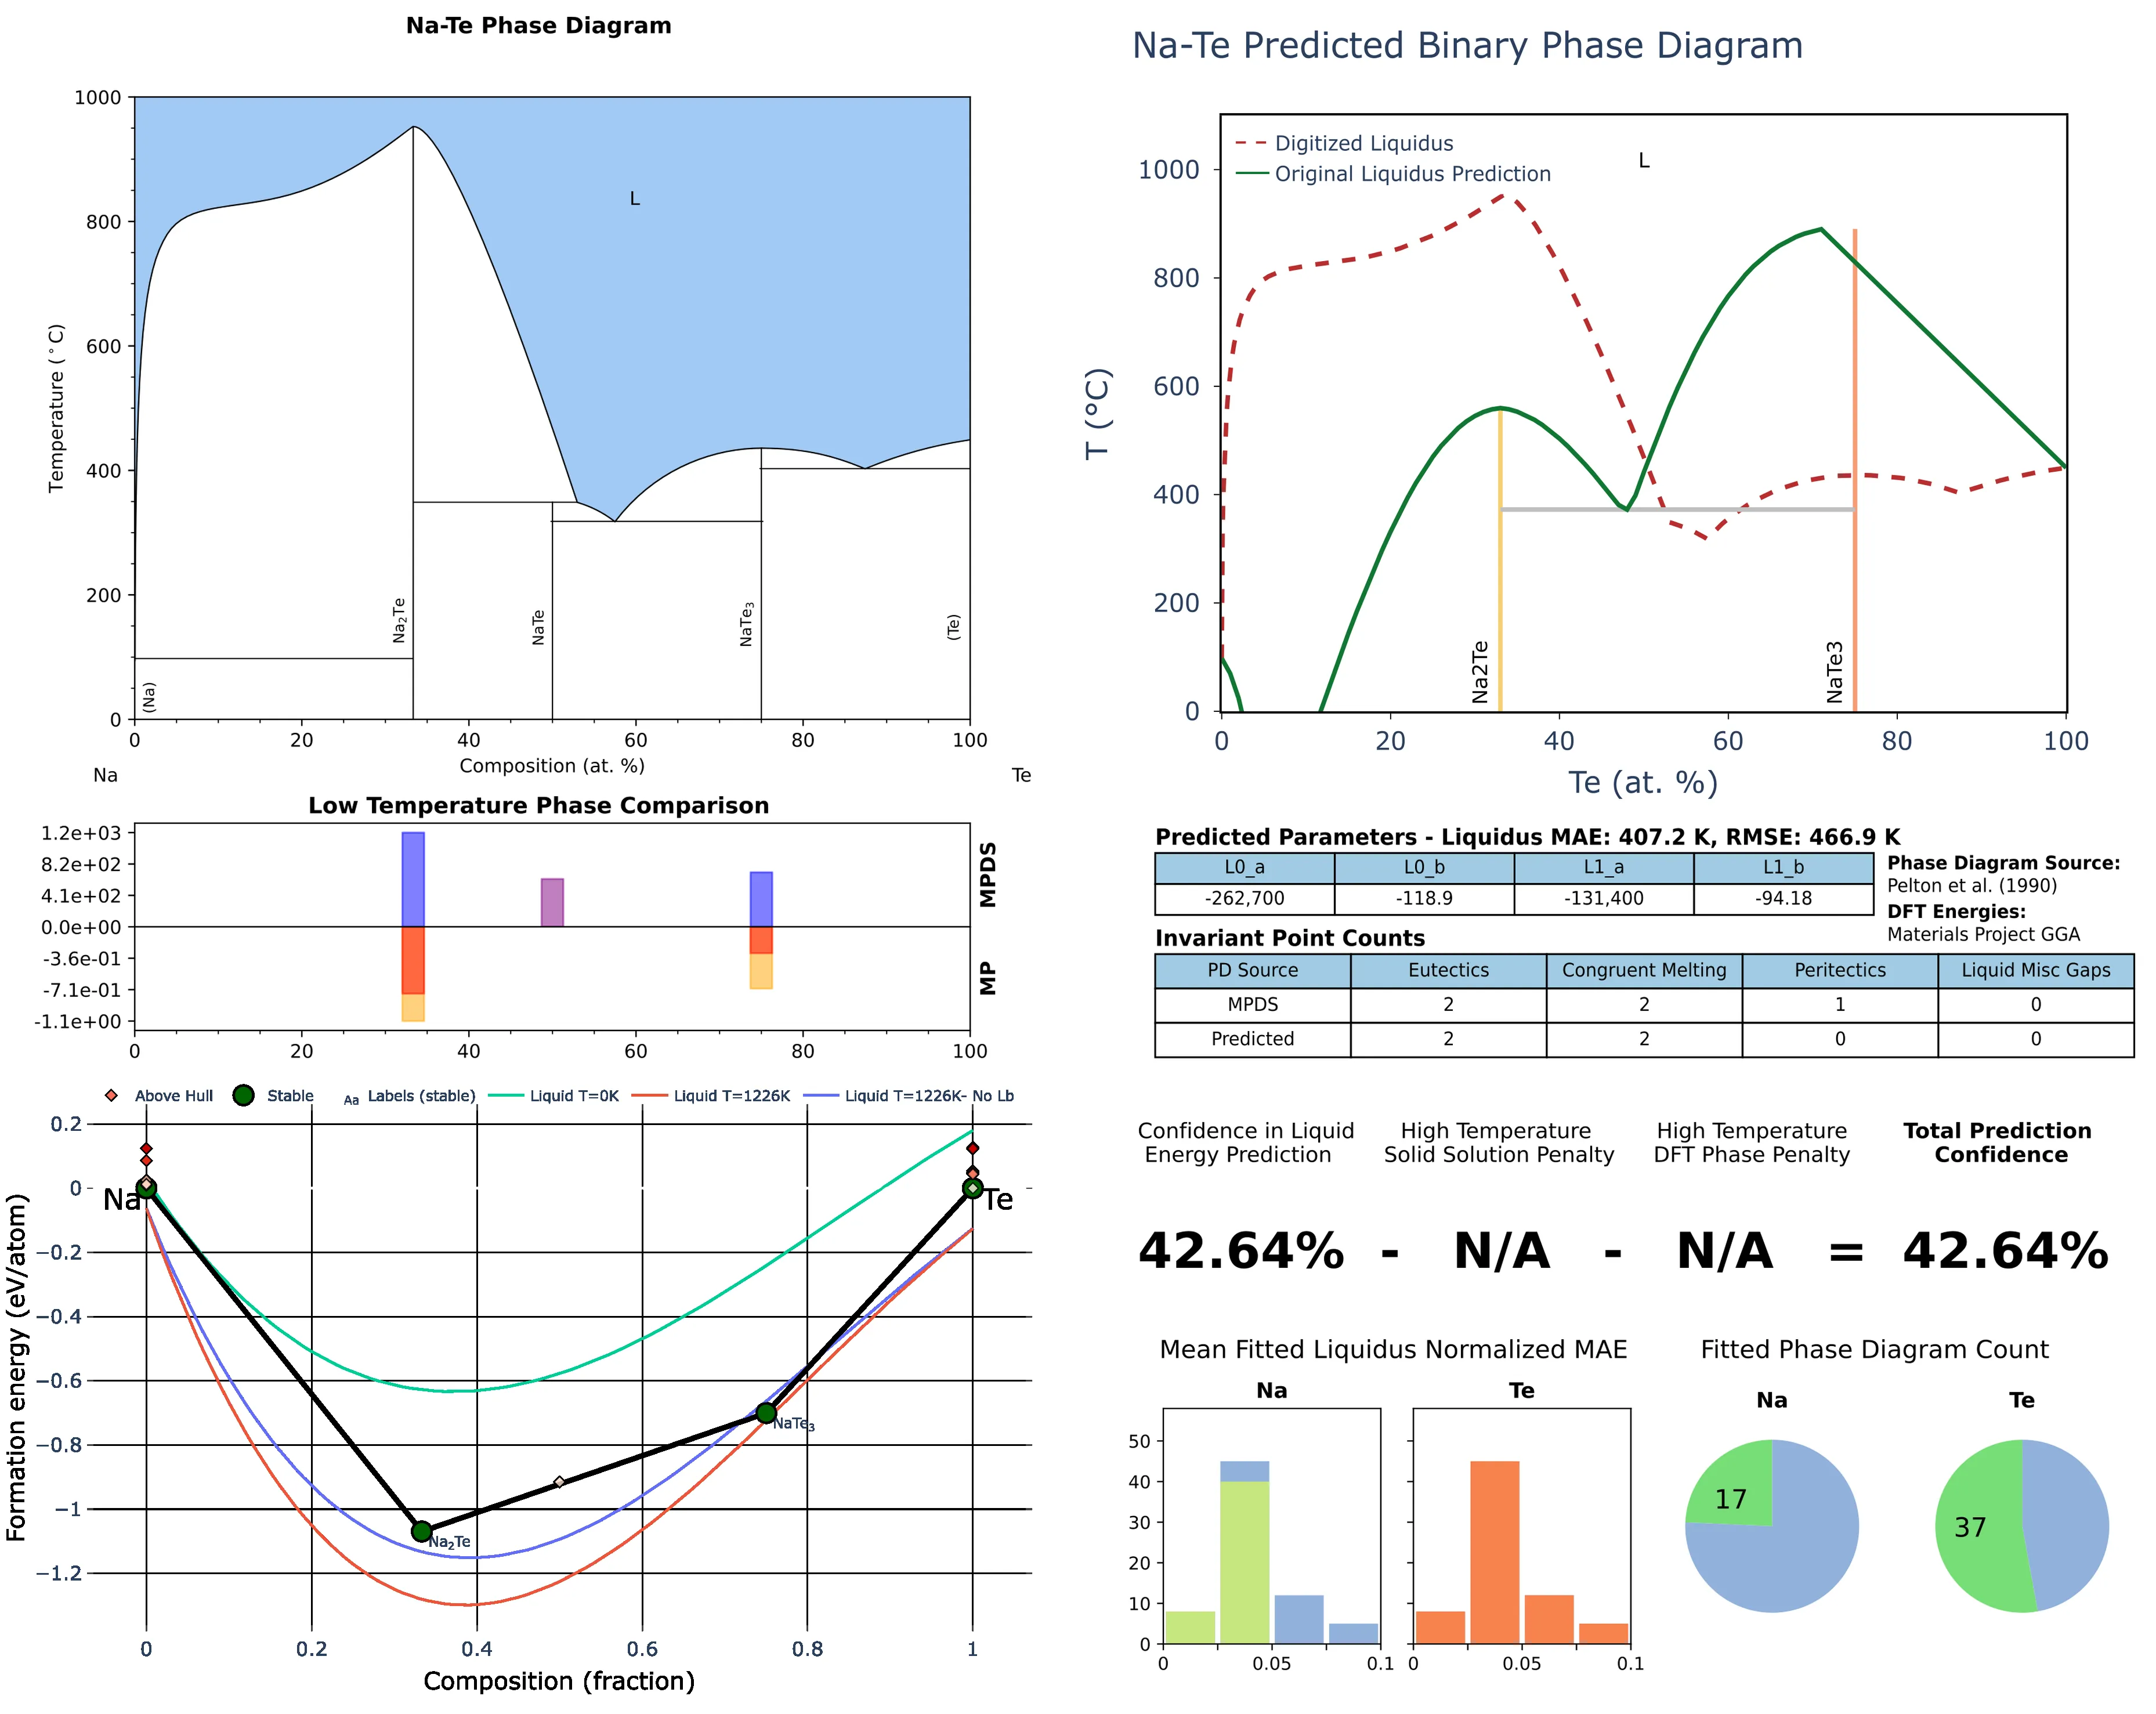 Na-Te Phase Diagram
1000
800
600
400
200
0
Temperature (°C)
L
Na₂Te
NaTe
NaTe₃
(Te)
(Na)
0 20 40 60 80 100
Composition (at. %)
Na Te
Low Temperature Phase Comparison
1.2e+03
8.2e+02
4.1e+02
0.0e+00
-3.6e-01
-7.1e-01
-1.1e+00
MPDS
MP
0 20 40 60 80 100
Above Hull Stable Aa Labels (stable) Liquid T=0K Liquid T=1226K Liquid T=1226K- No Lb
0.2
0
−0.2
−0.4
−0.6
−0.8
−1
−1.2
Formation energy (eV/atom)
Na
Te
NaTe₃
Na₂Te
0 0.2 0.4 0.6 0.8 1
Composition (fraction)
Na-Te Predicted Binary Phase Diagram
Digitized Liquidus
Original Liquidus Prediction
L
1000
800
600
400
200
0
T (°C)
Na2Te
NaTe3
0 20 40 60 80 100
Te (at. %)
Predicted Parameters - Liquidus MAE: 407.2 K, RMSE: 466.9 K
L0_a L0_b L1_a L1_b
-262,700 -118.9 -131,400 -94.18
Phase Diagram Source:
Pelton et al. (1990)
DFT Energies:
Materials Project GGA
Invariant Point Counts
PD Source Eutectics Congruent Melting Peritectics Liquid Misc Gaps
MPDS 2 2 1 0
Predicted 2 2 0 0
Confidence in Liquid
Energy Prediction
High Temperature
Solid Solution Penalty
High Temperature
DFT Phase Penalty
Total Prediction
Confidence
42.64% - N/A - N/A = 42.64%
Mean Fitted Liquidus Normalized MAE
Na
Te
50
40
30
20
10
0
0 0.05 0.1
0 0.05 0.1
Fitted Phase Diagram Count
Na
Te
17
37